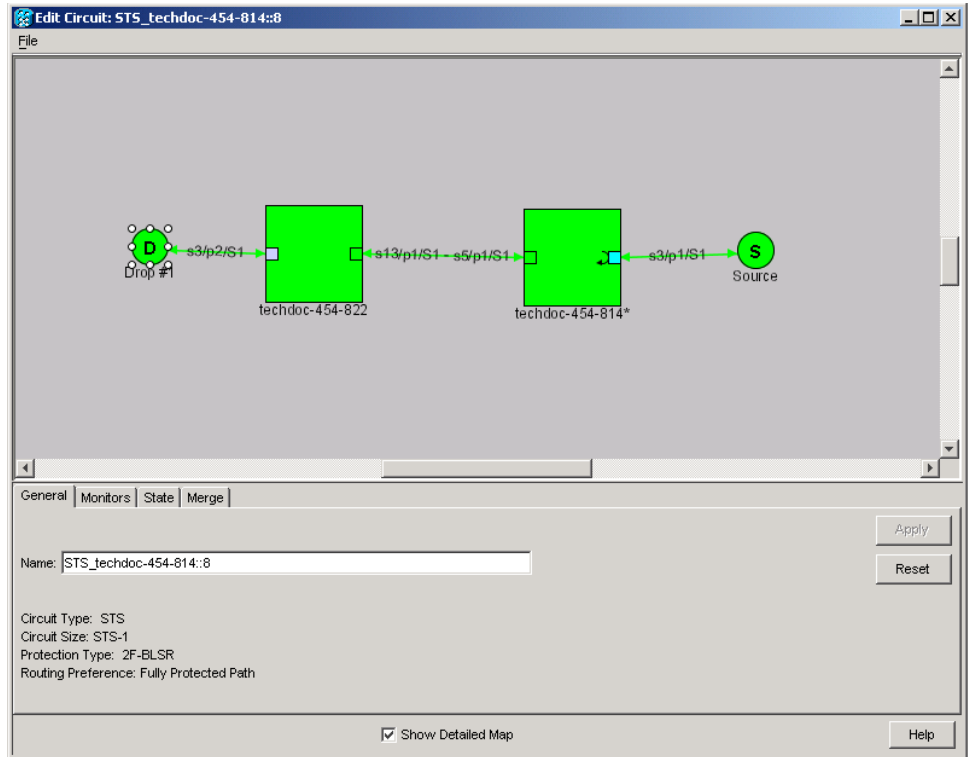 Edit Circuit: STS_techdoc-454-814::8
File
D
s3/p2/S1
s13/p1/S1 - s5/p1/S1
s3/p1/S1
S
Drop #1
Source
techdoc-454-822
techdoc-454-814*
General Monitors State Merge
Apply
Name: STS_techdoc-454-814::8
Reset
Circuit Type: STS
Circuit Size: STS-1
Protection Type: 2F-BLSR
Routing Preference: Fully Protected Path
Show Detailed Map
Help